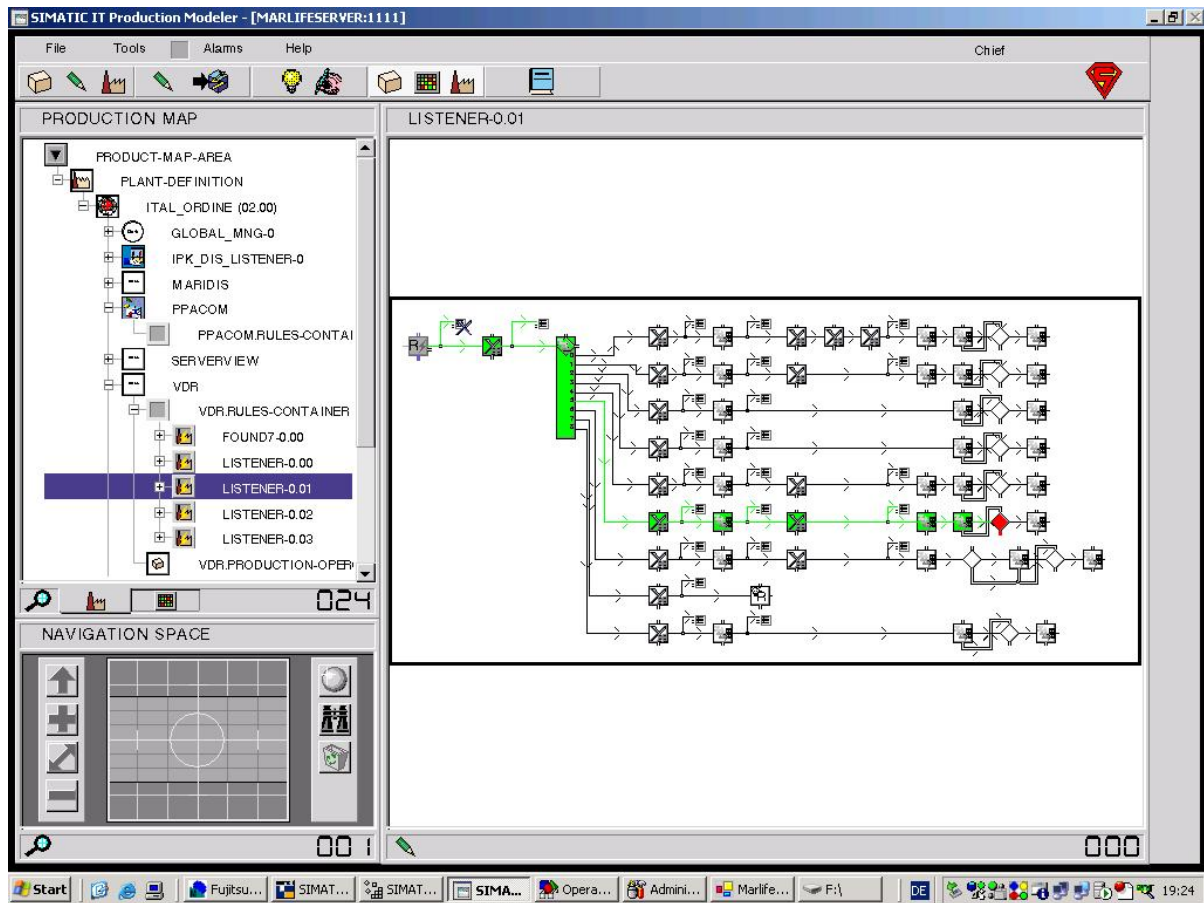 SIMATIC IT Production Modeler - [MARLIFESERVER:1111]
File Tools Alarms Help Chief
PRODUCTION MAP
LISTENER-0.01
PRODUCT-MAP-AREA
PLANT-DEFINITION
ITAL_ORDINE (02.00)
GLOBAL_MNG-0
IPK_DIS_LISTENER-0
MARIDIS
PPACOM
PPACOM.RULES-CONTAI
SERVERVIEW
VDR
VDR.RULES-CONTAINER
FOUND7-0.00
LISTENER-0.00
LISTENER-0.01
LISTENER-0.02
LISTENER-0.03
VDR.PRODUCTION-OPER
024
NAVIGATION SPACE
001
000
Start Fujitsu... SIMAT... SIMAT... SIMA... Opera... Admini... Marlife... F:\ DE 19:24